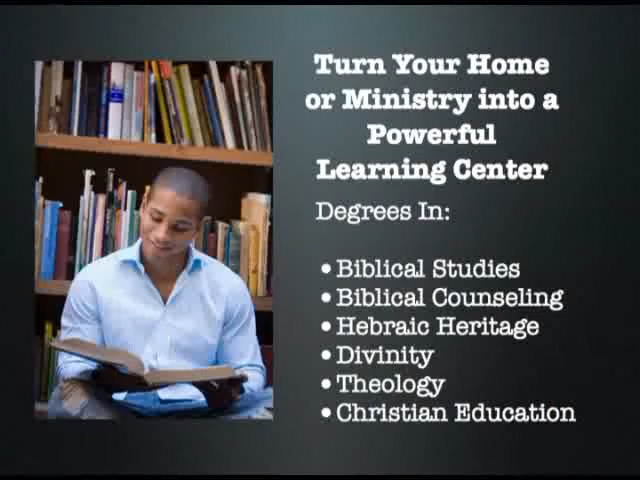 Turn Your Home
or Ministry into a
Powerful
Learning Center
Degrees In:
• Biblical Studies
• Biblical Counseling
• Hebraic Heritage
• Divinity
• Theology
• Christian Education